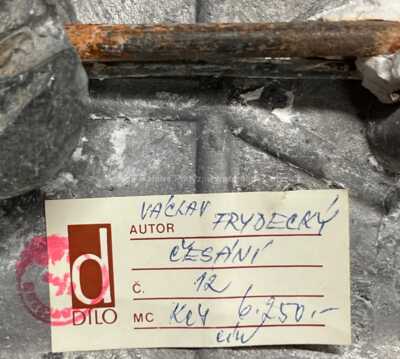 VÁCLAV FRYDECKÝ
AUTOR
ČESÁNÍ
Č. 12
MC Kčs 6.250.-
d
DÍLO